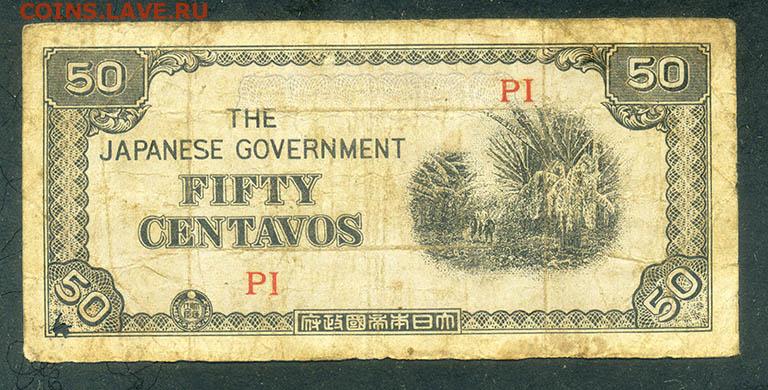 COINS.LAVE.RU
50 50
PI
THE
JAPANESE GOVERNMENT
FIFTY
CENTAVOS
PI
50 50
府政國帝本日大